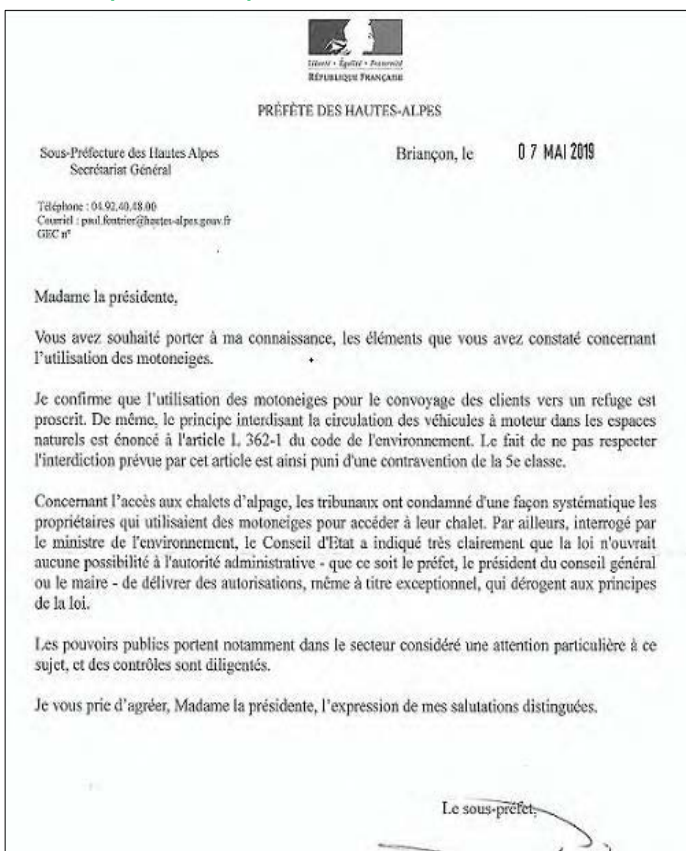 Liberté • Égalité • Fraternité
RÉPUBLIQUE FRANÇAISE
PRÉFÈTE DES HAUTES-ALPES
Sous-Préfecture des Hautes Alpes
Secrétariat Général
Briançon, le 07 MAI 2019
Téléphone : 04.92.40.48.00
Courriel : paul.fontrier@hautes-alpes.gouv.fr
GEC n°
Madame la présidente,
Vous avez souhaité porter à ma connaissance, les éléments que vous avez constaté concernant
l'utilisation des motoneiges.
Je confirme que l'utilisation des motoneiges pour le convoyage des clients vers un refuge est
proscrit. De même, le principe interdisant la circulation des véhicules à moteur dans les espaces
naturels est énoncé à l'article L 362-1 du code de l'environnement. Le fait de ne pas respecter
l'interdiction prévue par cet article est ainsi puni d'une contravention de la 5e classe.
Concernant l'accès aux chalets d'alpage, les tribunaux ont condamné d'une façon systématique les
propriétaires qui utilisaient des motoneiges pour accéder à leur chalet. Par ailleurs, interrogé par
le ministre de l'environnement, le Conseil d'Etat a indiqué très clairement que la loi n'ouvrait
aucune possibilité à l'autorité administrative - que ce soit le préfet, le président du conseil général
ou le maire - de délivrer des autorisations, même à titre exceptionnel, qui dérogent aux principes
de la loi.
Les pouvoirs publics portent notamment dans le secteur considéré une attention particulière à ce
sujet, et des contrôles sont diligentés.
Je vous prie d'agréer, Madame la présidente, l'expression de mes salutations distinguées.
Le sous-préfet,